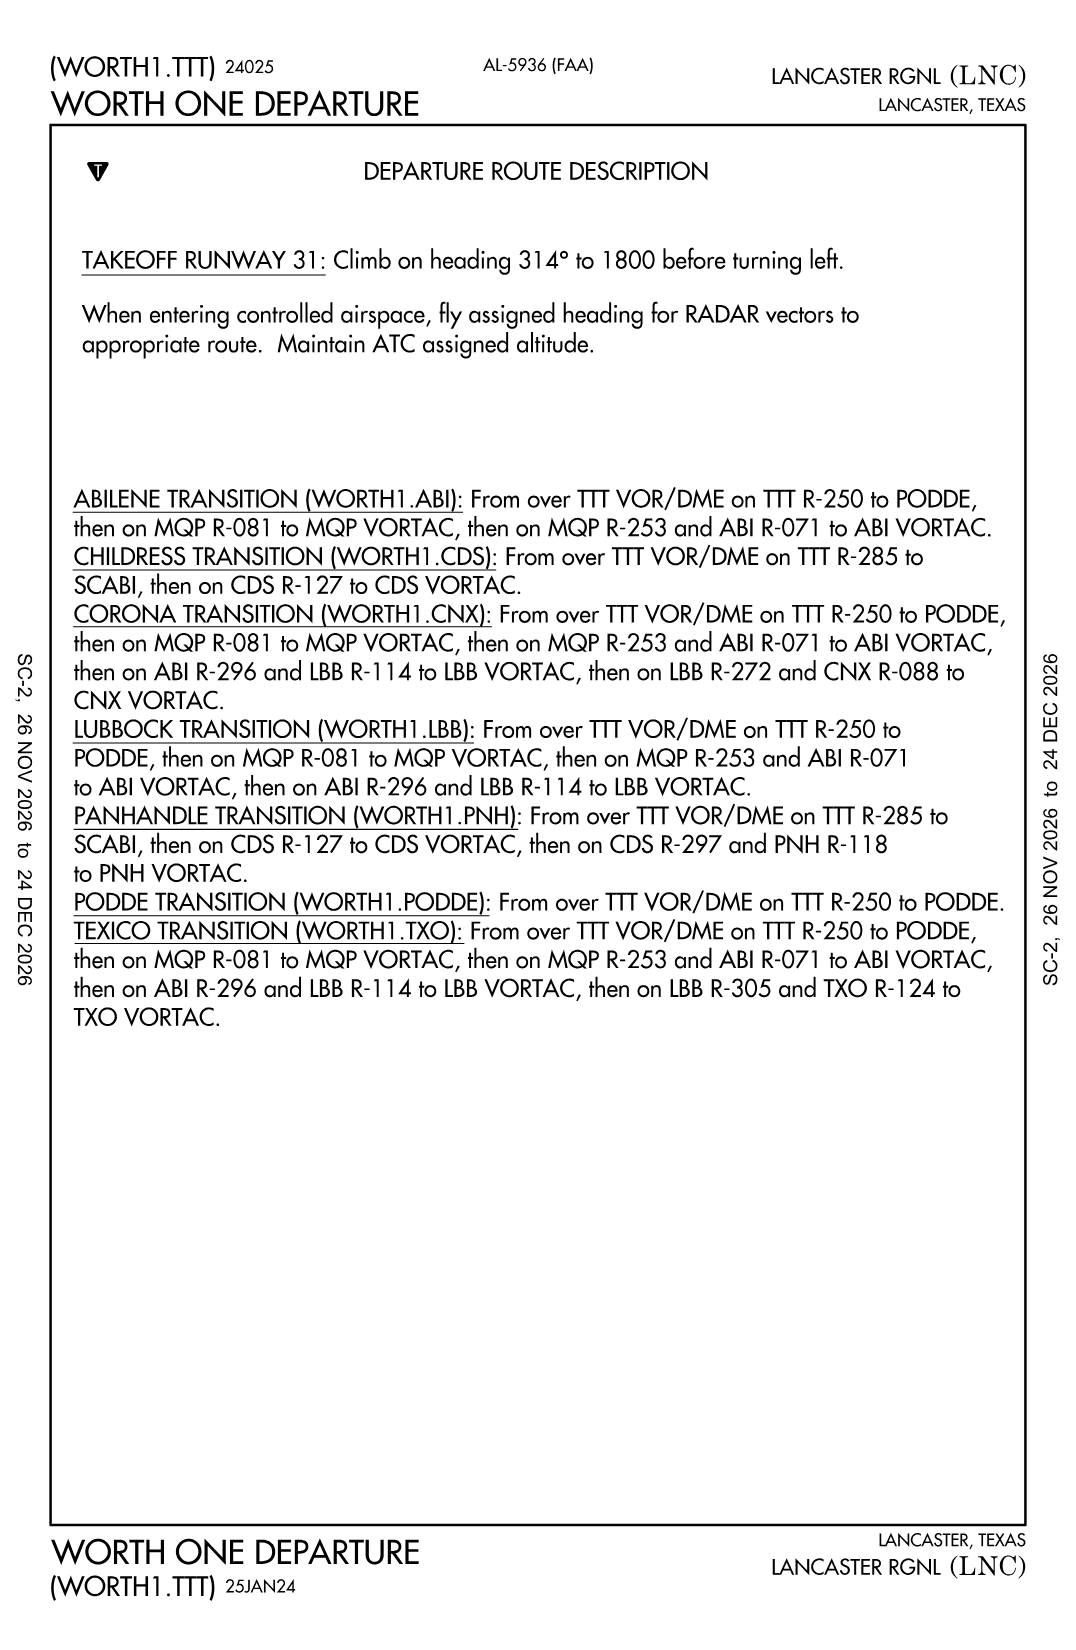 (WORTH1.TTT) 24025
AL-5936 (FAA)
LANCASTER RGNL (LNC)
WORTH ONE DEPARTURE
LANCASTER, TEXAS
T
DEPARTURE ROUTE DESCRIPTION
TAKEOFF RUNWAY 31: Climb on heading 314° to 1800 before turning left.
When entering controlled airspace, fly assigned heading for RADAR vectors to
appropriate route. Maintain ATC assigned altitude.
ABILENE TRANSITION (WORTH1.ABI): From over TTT VOR/DME on TTT R-250 to PODDE,
then on MQP R-081 to MQP VORTAC, then on MQP R-253 and ABI R-071 to ABI VORTAC.
CHILDRESS TRANSITION (WORTH1.CDS): From over TTT VOR/DME on TTT R-285 to
SCABI, then on CDS R-127 to CDS VORTAC.
CORONA TRANSITION (WORTH1.CNX): From over TTT VOR/DME on TTT R-250 to PODDE,
then on MQP R-081 to MQP VORTAC, then on MQP R-253 and ABI R-071 to ABI VORTAC,
then on ABI R-296 and LBB R-114 to LBB VORTAC, then on LBB R-272 and CNX R-088 to
CNX VORTAC.
LUBBOCK TRANSITION (WORTH1.LBB): From over TTT VOR/DME on TTT R-250 to
PODDE, then on MQP R-081 to MQP VORTAC, then on MQP R-253 and ABI R-071
to ABI VORTAC, then on ABI R-296 and LBB R-114 to LBB VORTAC.
PANHANDLE TRANSITION (WORTH1.PNH): From over TTT VOR/DME on TTT R-285 to
SCABI, then on CDS R-127 to CDS VORTAC, then on CDS R-297 and PNH R-118
to PNH VORTAC.
PODDE TRANSITION (WORTH1.PODDE): From over TTT VOR/DME on TTT R-250 to PODDE.
TEXICO TRANSITION (WORTH1.TXO): From over TTT VOR/DME on TTT R-250 to PODDE,
then on MQP R-081 to MQP VORTAC, then on MQP R-253 and ABI R-071 to ABI VORTAC,
then on ABI R-296 and LBB R-114 to LBB VORTAC, then on LBB R-305 and TXO R-124 to
TXO VORTAC.
SC-2, 26 NOV 2026 to 24 DEC 2026
SC-2, 26 NOV 2026 to 24 DEC 2026
WORTH ONE DEPARTURE
(WORTH1.TTT) 25JAN24
LANCASTER, TEXAS
LANCASTER RGNL (LNC)